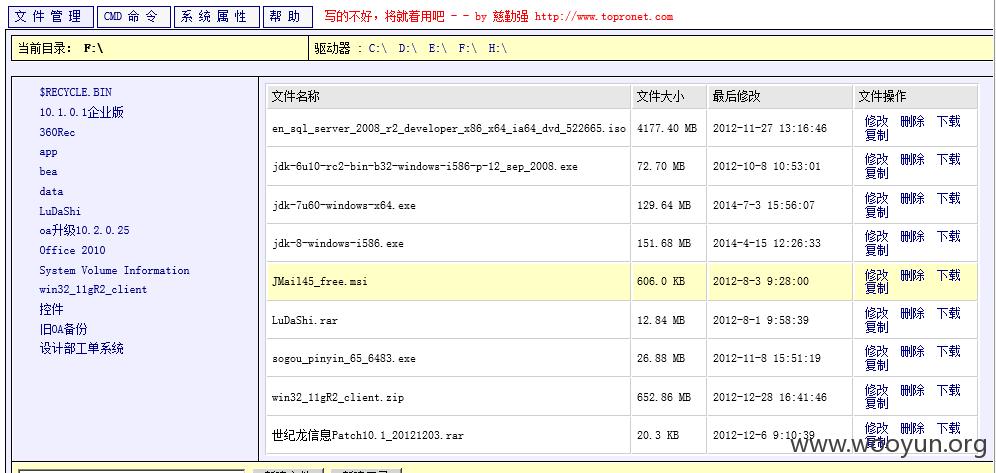 文件管理 CMD命令 系统属性 帮助 写的不好，将就着用吧 - - by 慈勤强 http://www.topronet.com
当前目录: F:\ 驱动器 : C:\ D:\ E:\ F:\ H:\
$RECYCLE.BIN
10.1.0.1企业版
360Rec
app
bea
data
LuDaShi
oa升级10.2.0.25
Office 2010
System Volume Information
win32_11gR2_client
控件
旧OA备份
设计部工单系统
文件名称 文件大小 最后修改 文件操作
en_sql_server_2008_r2_developer_x86_x64_ia64_dvd_522665.iso 4177.40 MB 2012-11-27 13:16:46 修改 删除 下载
复制
jdk-6u10-rc2-bin-b32-windows-i586-p-12_sep_2008.exe 72.70 MB 2012-10-8 10:53:01 修改 删除 下载
复制
jdk-7u60-windows-x64.exe 129.64 MB 2014-7-3 15:56:07 修改 删除 下载
复制
jdk-8-windows-i586.exe 151.68 MB 2014-4-15 12:26:33 修改 删除 下载
复制
JMail45_free.msi 606.0 KB 2012-8-3 9:28:00 修改 删除 下载
复制
LuDaShi.rar 12.84 MB 2012-8-1 9:58:39 修改 删除 下载
复制
sogou_pinyin_65_6483.exe 26.88 MB 2012-11-8 15:51:19 修改 删除 下载
复制
win32_11gR2_client.zip 652.86 MB 2012-12-28 16:41:46 修改 删除 下载
复制
世纪龙信息Patch10.1_20121203.rar 20.3 KB 2012-12-6 9:10:39 修改 删除 下载
复制
www.wooyun.org